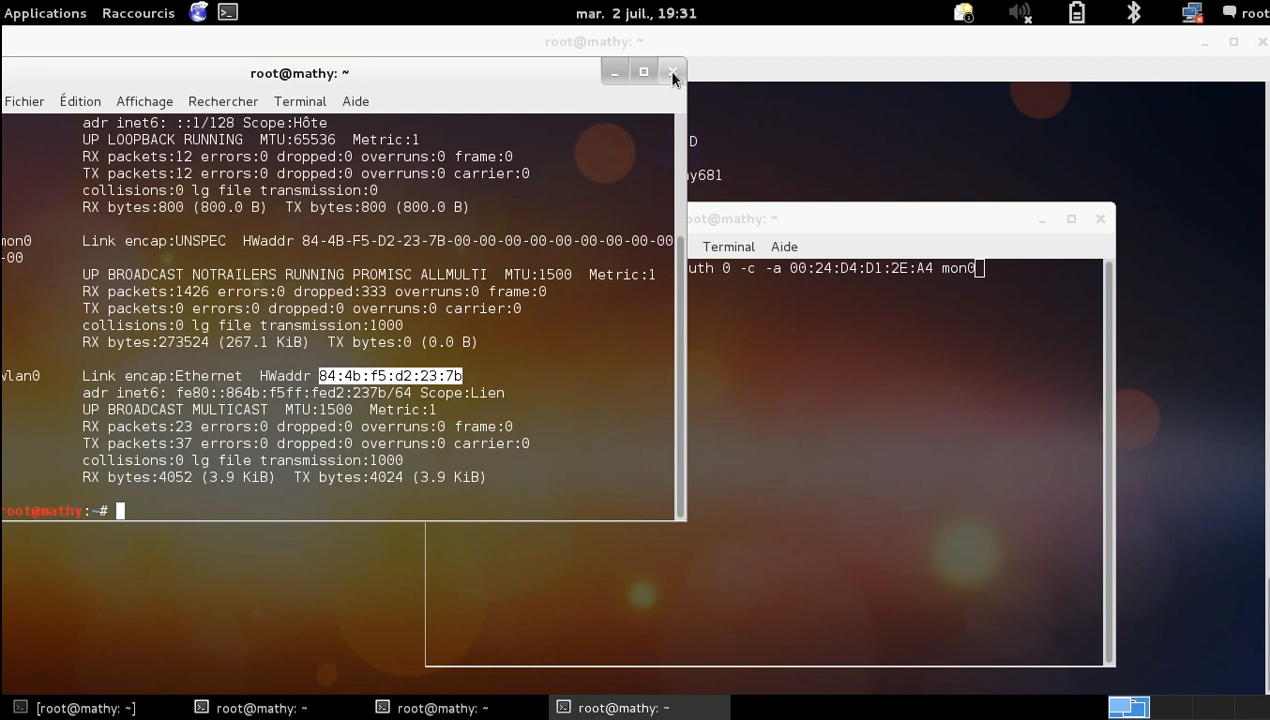 Applications Raccourcis mar. 2 juil., 19:31 root
root@mathy: ~
root@mathy: ~
Fichier Édition Affichage Rechercher Terminal Aide
adr inet6: ::1/128 Scope:Hôte
UP LOOPBACK RUNNING MTU:65536 Metric:1
RX packets:12 errors:0 dropped:0 overruns:0 frame:0
TX packets:12 errors:0 dropped:0 overruns:0 carrier:0
collisions:0 lg file transmission:0
RX bytes:800 (800.0 B) TX bytes:800 (800.0 B)
mon0 Link encap:UNSPEC HWaddr 84-4B-F5-D2-23-7B-00-00-00-00-00-00-00-00
-00
UP BROADCAST NOTRAILERS RUNNING PROMISC ALLMULTI MTU:1500 Metric:1
RX packets:1426 errors:0 dropped:333 overruns:0 frame:0
TX packets:0 errors:0 dropped:0 overruns:0 carrier:0
collisions:0 lg file transmission:1000
RX bytes:273524 (267.1 KiB) TX bytes:0 (0.0 B)
wlan0 Link encap:Ethernet HWaddr 84:4b:f5:d2:23:7b
adr inet6: fe80::864b:f5ff:fed2:237b/64 Scope:Lien
UP BROADCAST MULTICAST MTU:1500 Metric:1
RX packets:23 errors:0 dropped:0 overruns:0 frame:0
TX packets:37 errors:0 dropped:0 overruns:0 carrier:0
collisions:0 lg file transmission:1000
RX bytes:4052 (3.9 KiB) TX bytes:4024 (3.9 KiB)
root@mathy:~#
D
y681
oot@mathy: ~
Terminal Aide
uth 0 -c -a 00:24:D4:D1:2E:A4 mon0
[root@mathy: ~] root@mathy: ~ root@mathy: ~ root@mathy: ~